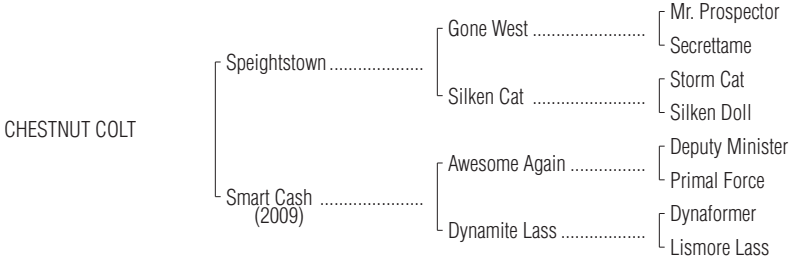 Mr. Prospector
Gone West ........................
Secrettame
Speightstown ....................
Storm Cat
Silken Cat ........................
Silken Doll
CHESTNUT COLT
Deputy Minister
Awesome Again ................
Primal Force
Smart Cash ......................
(2009)
Dynaformer
Dynamite Lass ..................
Lismore Lass